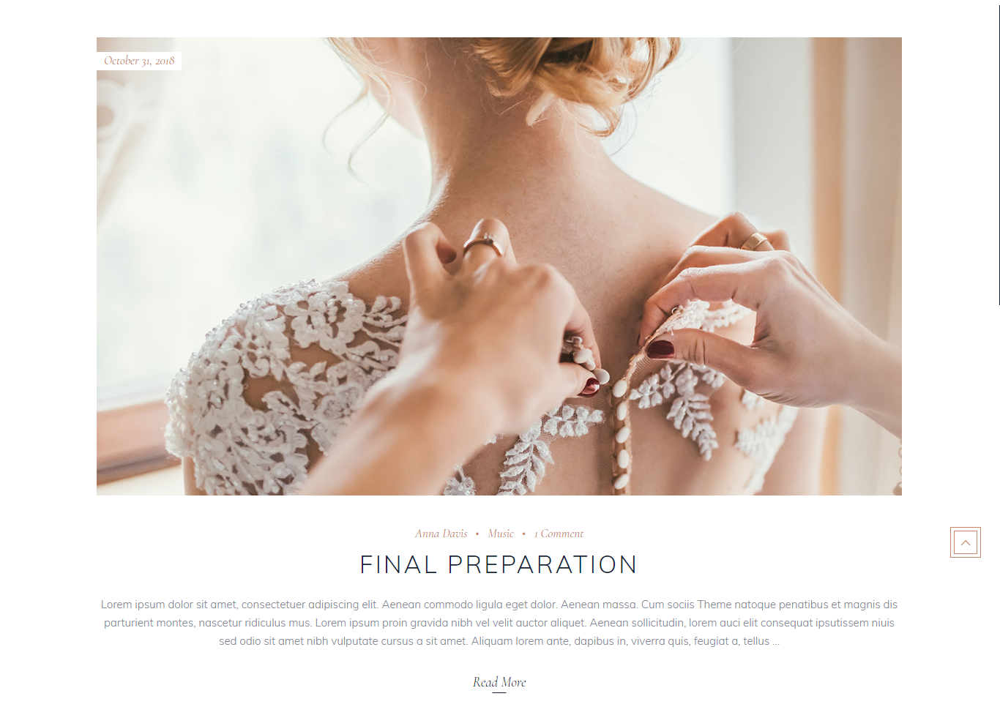 October 31, 2018
Anna Davis • Music • 1 Comment
FINAL PREPARATION
Lorem ipsum dolor sit amet, consectetuer adipiscing elit. Aenean commodo ligula eget dolor. Aenean massa. Cum sociis Theme natoque penatibus et magnis dis
parturient montes, nascetur ridiculus mus. Lorem ipsum proin gravida nibh vel velit auctor aliquet. Aenean sollicitudin, lorem auci elit consequat ipsutissem niuis
sed odio sit amet nibh vulputate cursus a sit amet. Aliquam lorem ante, dapibus in, viverra quis, feugiat a, tellus ...
Read More